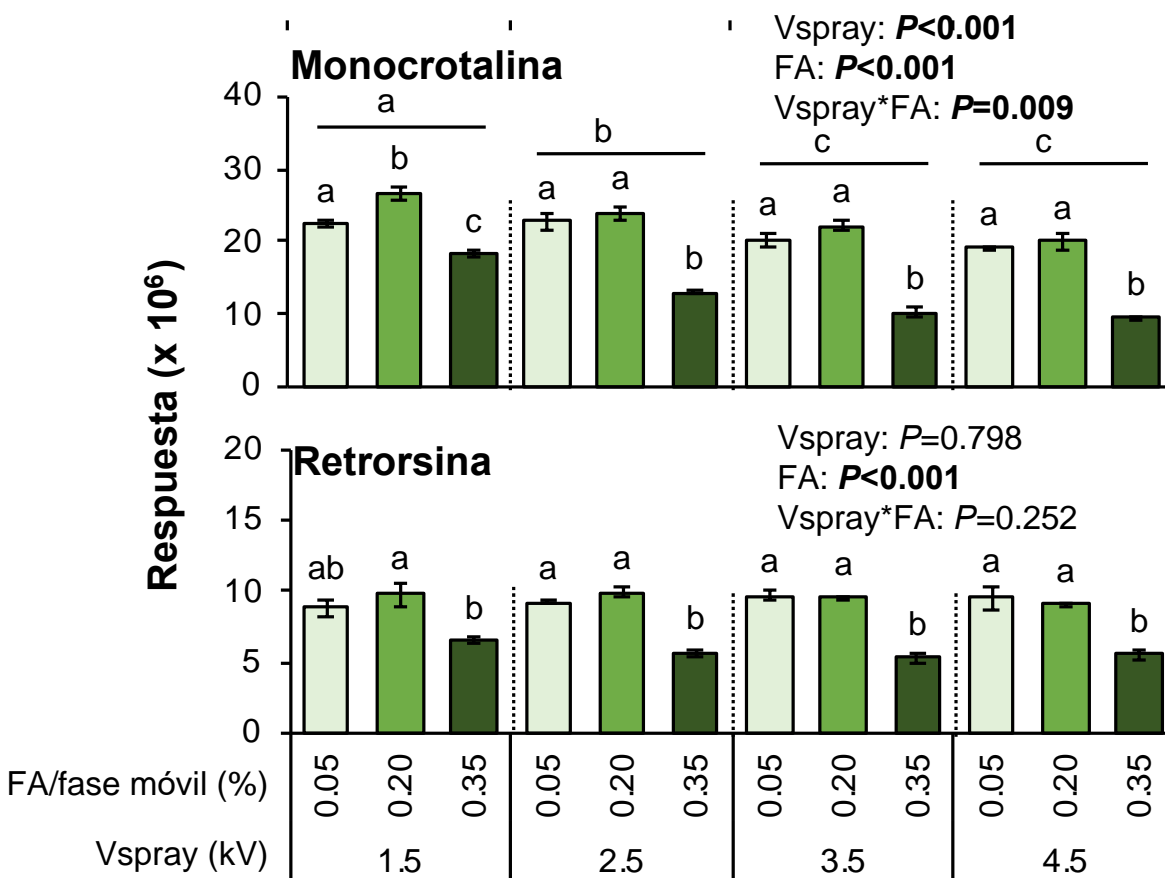 Vspray: P<0.001
Monocrotalina
FA: P<0.001
Vspray*FA: P=0.009
Respuesta (x 10⁶)
40
30
20
10
0
a
b
c
c
a
b
c
a
a
b
a
a
b
a
a
b
Vspray: P=0.798
Retrorsina
FA: P<0.001
Vspray*FA: P=0.252
20
15
10
5
0
ab
a
b
a
a
b
a
a
b
a
a
b
FA/fase móvil (%)
0.05 0.20 0.35 0.05 0.20 0.35 0.05 0.20 0.35 0.05 0.20 0.35
Vspray (kV)
1.5 2.5 3.5 4.5